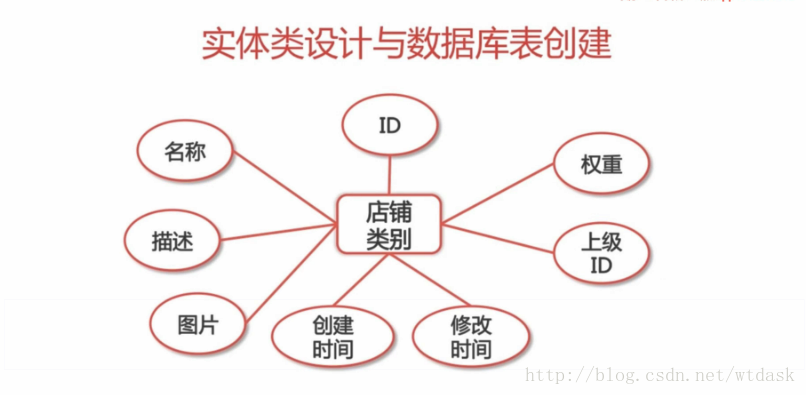 实体类设计与数据库表创建
ID
名称
权重
店铺
类别
描述
上级
ID
图片
创建
时间
修改
时间
http://blog.csdn.net/wtdask